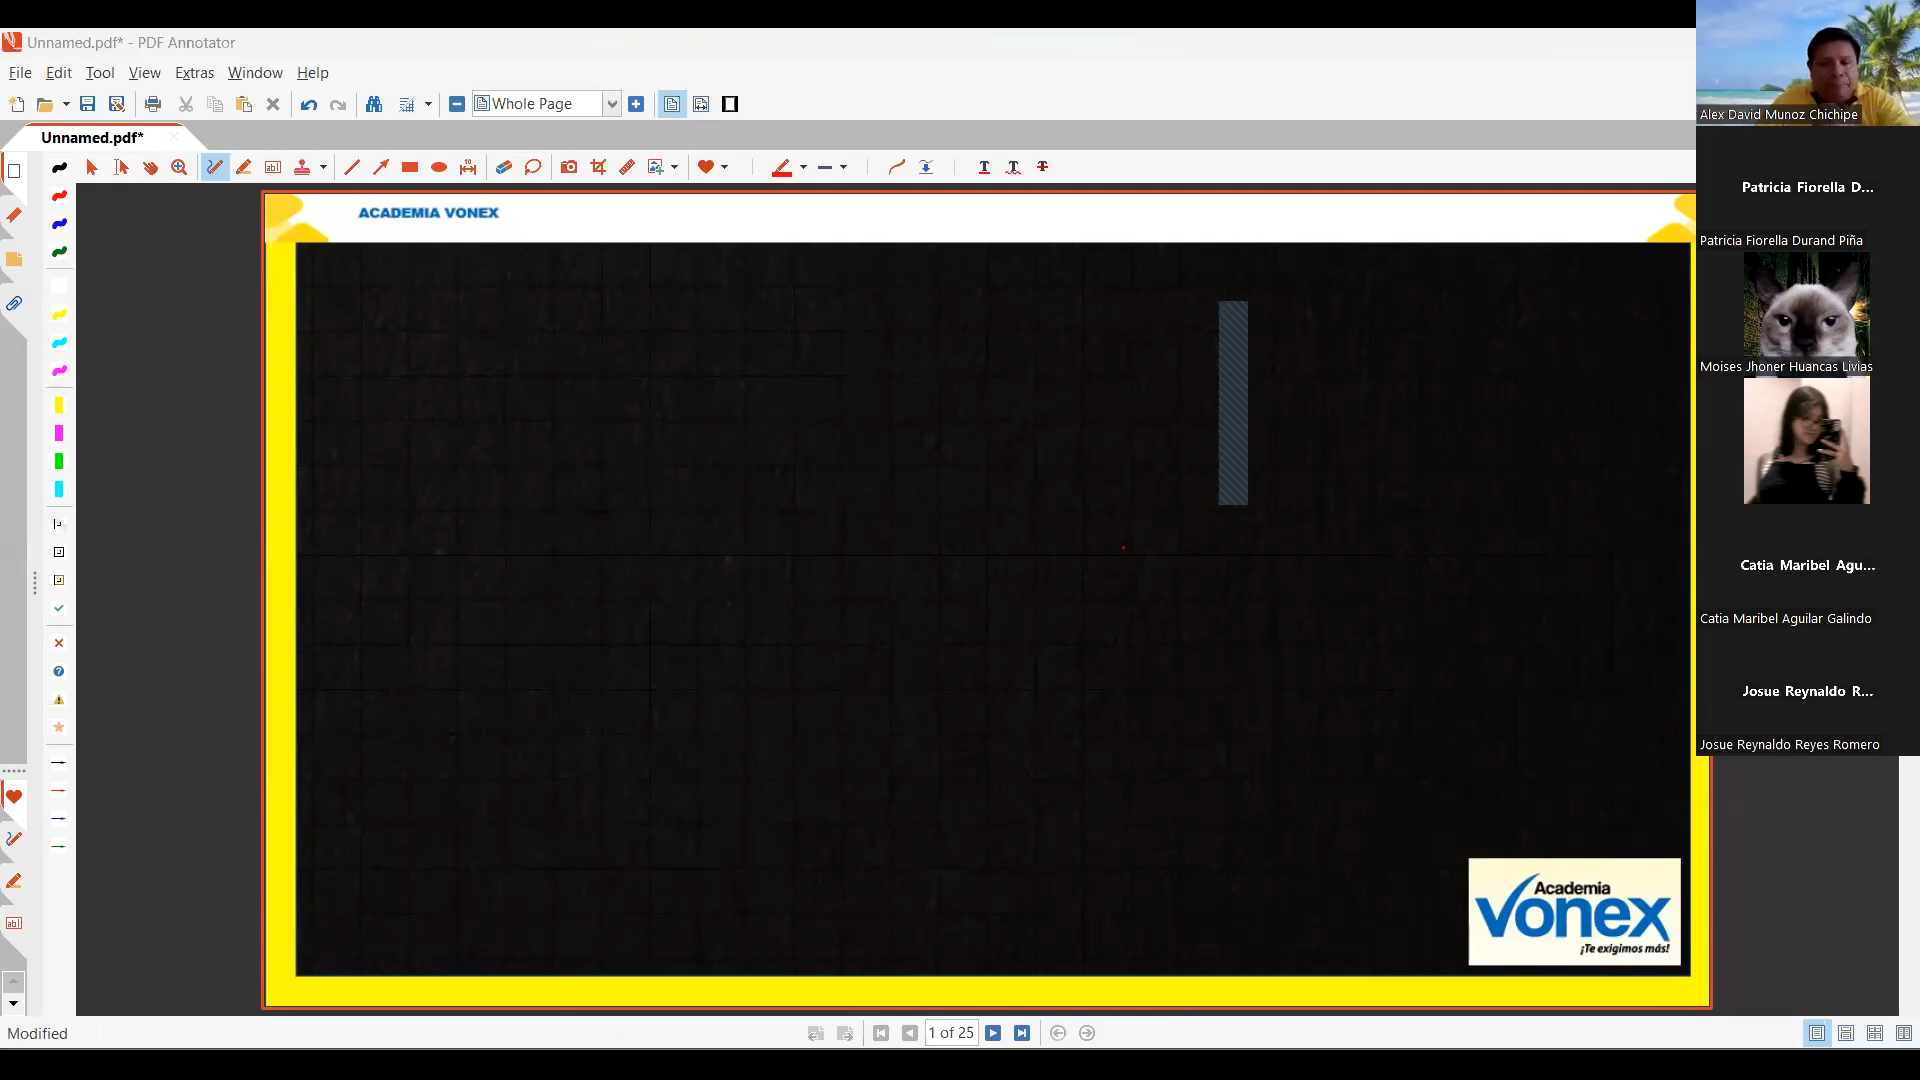 Unnamed.pdf* - PDF Annotator
File Edit Tool View Extras Window Help
Whole Page
Unnamed.pdf*
ACADEMIA VONEX
Alex David Munoz Chichipe
Patricia Fiorella D...
Patricia Fiorella Durand Piña
Moises Jhoner Huancas Livias
Catia Maribel Agu...
Catia Maribel Aguilar Galindo
Josue Reynaldo R...
Josue Reynaldo Reyes Romero
Academia
vonex
¡Te exigimos más!
Modified
1 of 25